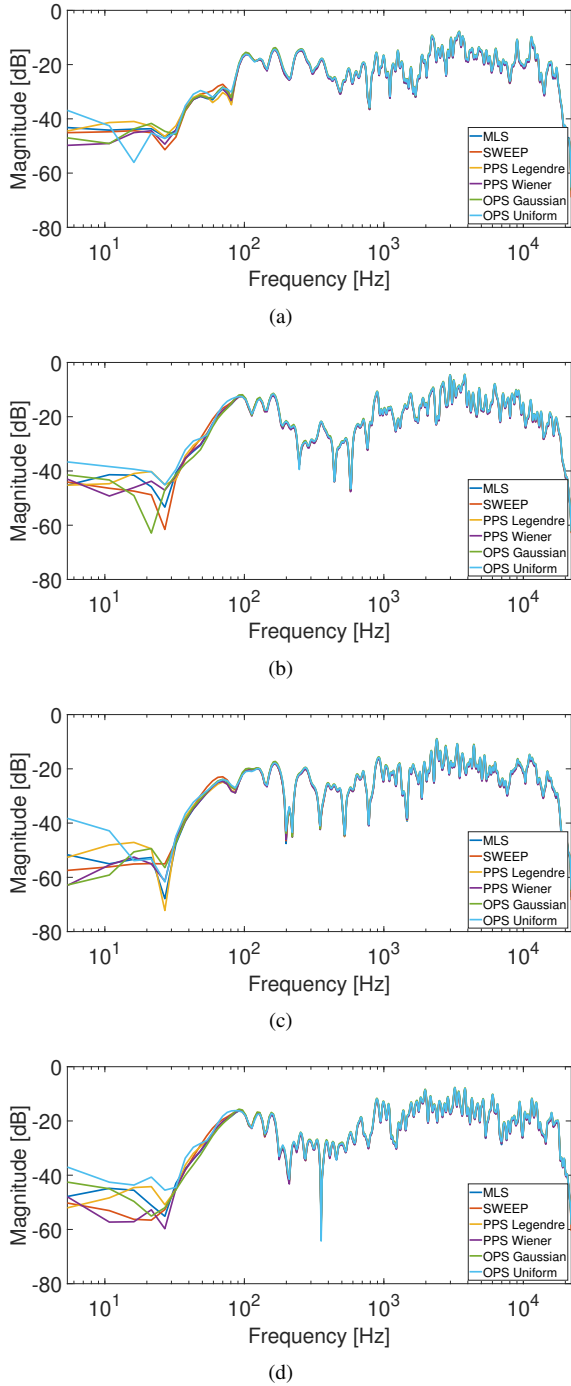 0
-20
-40
-60
-80
Magnitude [dB]
MLS
SWEEP
PPS Legendre
PPS Wiener
OPS Gaussian
OPS Uniform
10^1
10^2
10^3
10^4
Frequency [Hz]
(a)
0
-20
-40
-60
-80
Magnitude [dB]
MLS
SWEEP
PPS Legendre
PPS Wiener
OPS Gaussian
OPS Uniform
10^1
10^2
10^3
10^4
Frequency [Hz]
(b)
0
-20
-40
-60
-80
Magnitude [dB]
MLS
SWEEP
PPS Legendre
PPS Wiener
OPS Gaussian
OPS Uniform
10^1
10^2
10^3
10^4
Frequency [Hz]
(c)
0
-20
-40
-60
-80
Magnitude [dB]
MLS
SWEEP
PPS Legendre
PPS Wiener
OPS Gaussian
OPS Uniform
10^1
10^2
10^3
10^4
Frequency [Hz]
(d)